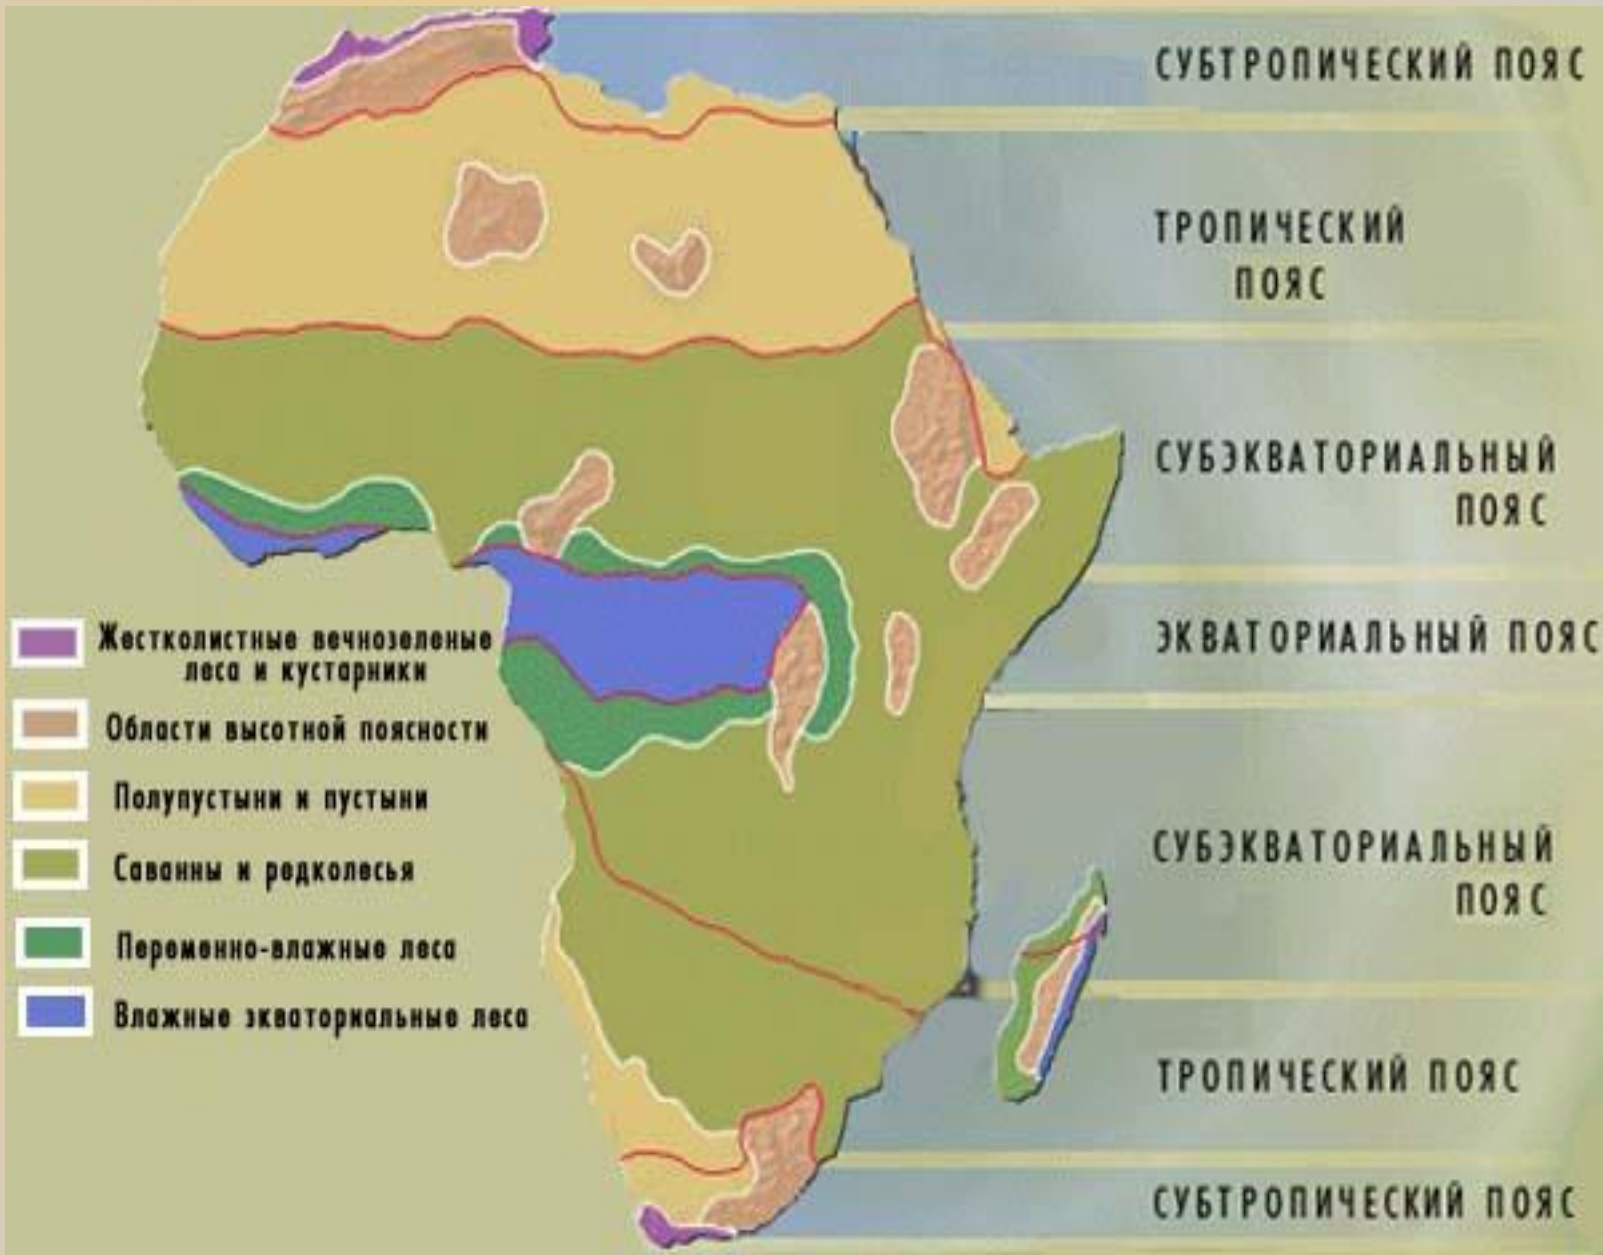 СУБТРОПИЧЕСКИЙ ПОЯС
ТРОПИЧЕСКИЙ
ПОЯС
СУБЭКВАТОРИАЛЬНЫЙ
ПОЯС
ЭКВАТОРИАЛЬНЫЙ ПОЯС
СУБЭКВАТОРИАЛЬНЫЙ
ПОЯС
ТРОПИЧЕСКИЙ ПОЯС
СУБТРОПИЧЕСКИЙ ПОЯС
Жестколистные вечнозеленые
леса и кустарники
Области высотной поясности
Полупустыни и пустыни
Саванны и редколесья
Переменно-влажные леса
Влажные экваториальные леса